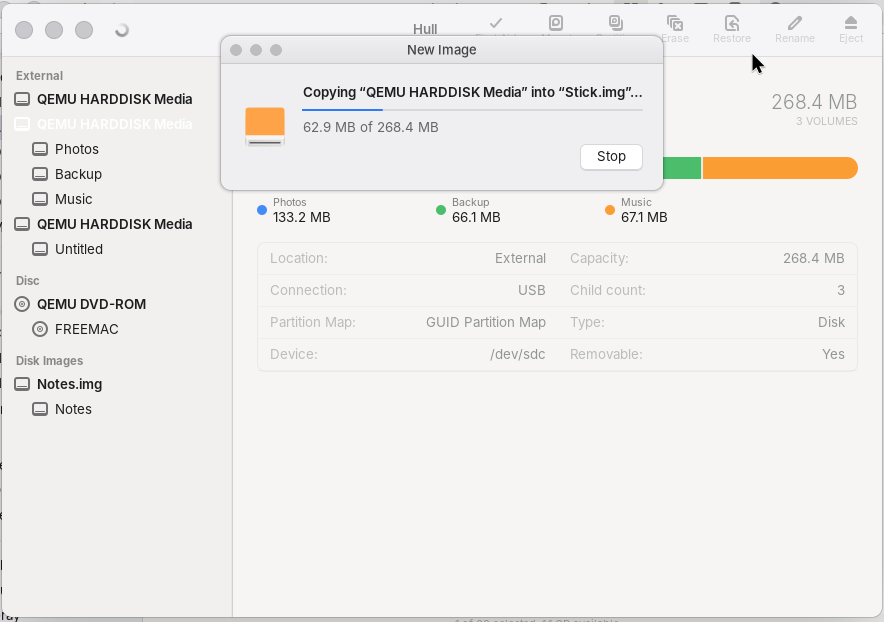 Hull
Erase
Restore
Rename
Eject
New Image
Copying “QEMU HARDDISK Media” into “Stick.img”...
62.9 MB of 268.4 MB
Stop
External
QEMU HARDDISK Media
QEMU HARDDISK Media
Photos
Backup
Music
QEMU HARDDISK Media
Untitled
Disc
QEMU DVD-ROM
FREEMAC
Disk Images
Notes.img
Notes
268.4 MB
3 VOLUMES
Photos
133.2 MB
Backup
66.1 MB
Music
67.1 MB
Location: External Capacity: 268.4 MB
Connection: USB Child count: 3
Partition Map: GUID Partition Map Type: Disk
Device: /dev/sdc Removable: Yes